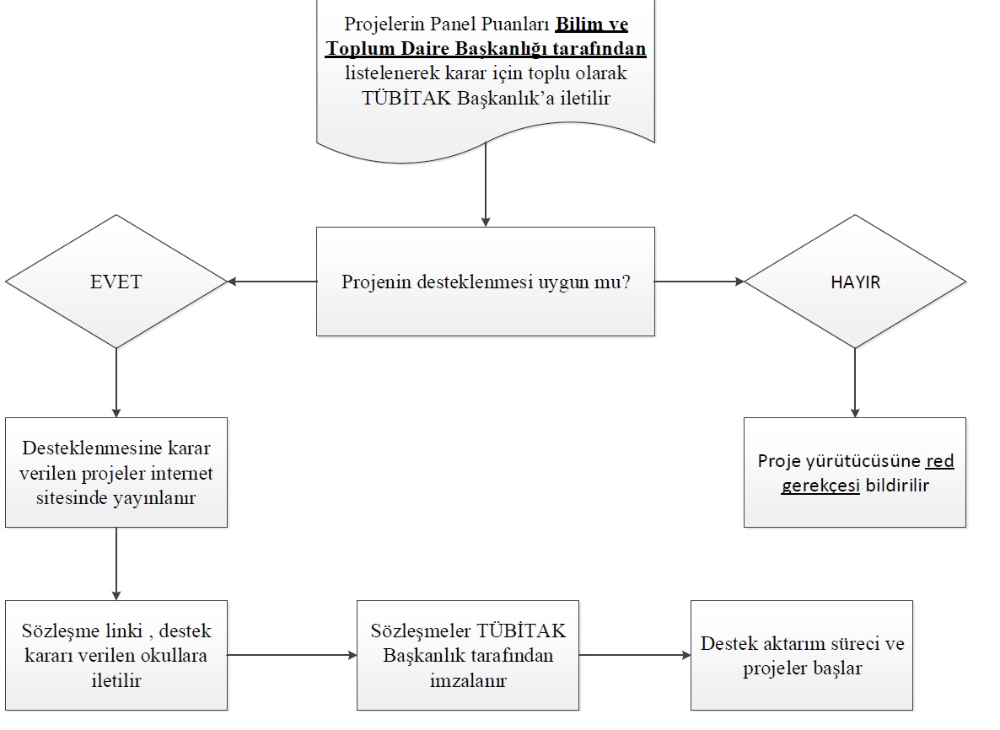 Projelerin Panel Puanları Bilim ve
Toplum Daire Başkanlığı tarafından
listelenerek karar için toplu olarak
TÜBİTAK Başkanlık’a iletilir
EVET
Projenin desteklenmesi uygun mu?
HAYIR
Desteklenmesine karar
verilen projeler internet
sitesinde yayınlanır
Proje yürütücüsüne red
gerekçesi bildirilir
Sözleşme linki , destek
kararı verilen okullara
iletilir
Sözleşmeler TÜBİTAK
Başkanlık tarafından
imzalanır
Destek aktarım süreci ve
projeler başlar